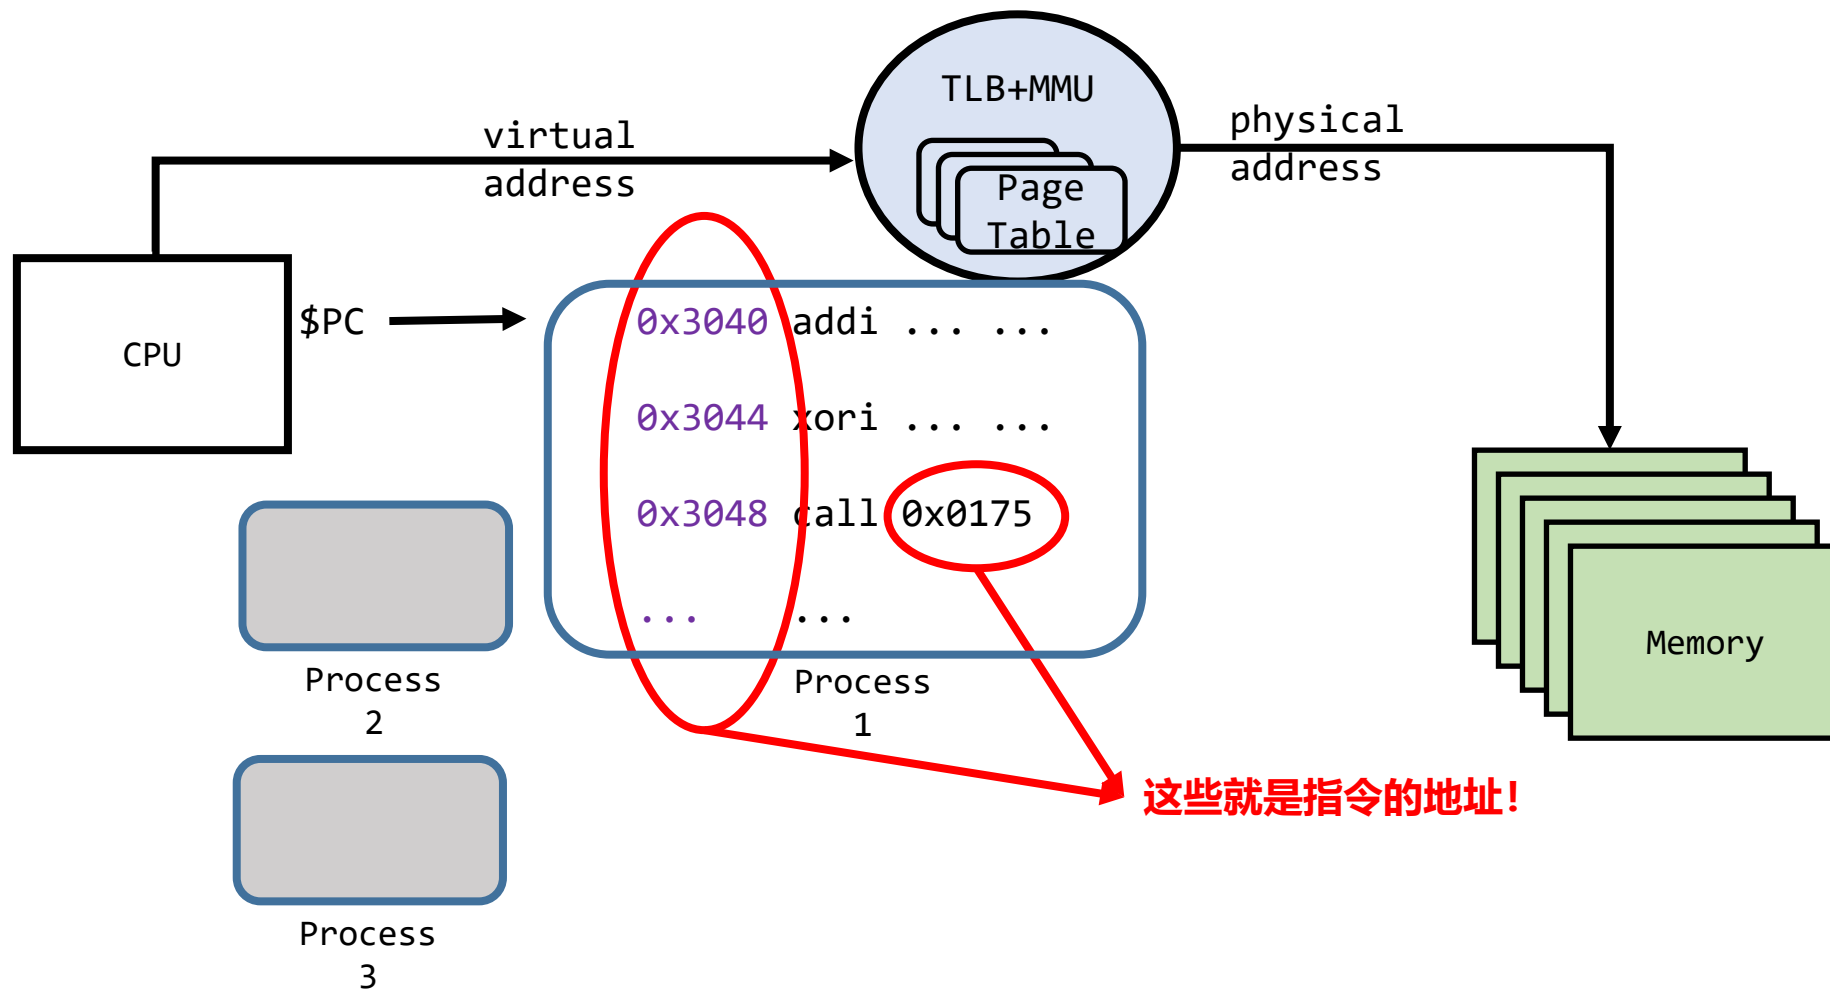 TLB+MMU
virtual
address
physical
address
Page
Table
CPU
$PC
0x3040 addi ... ...
0x3044 xori ... ...
0x3048 call 0x0175
... ...
Process
1
Process
2
Process
3
Memory
这些就是指令的地址！